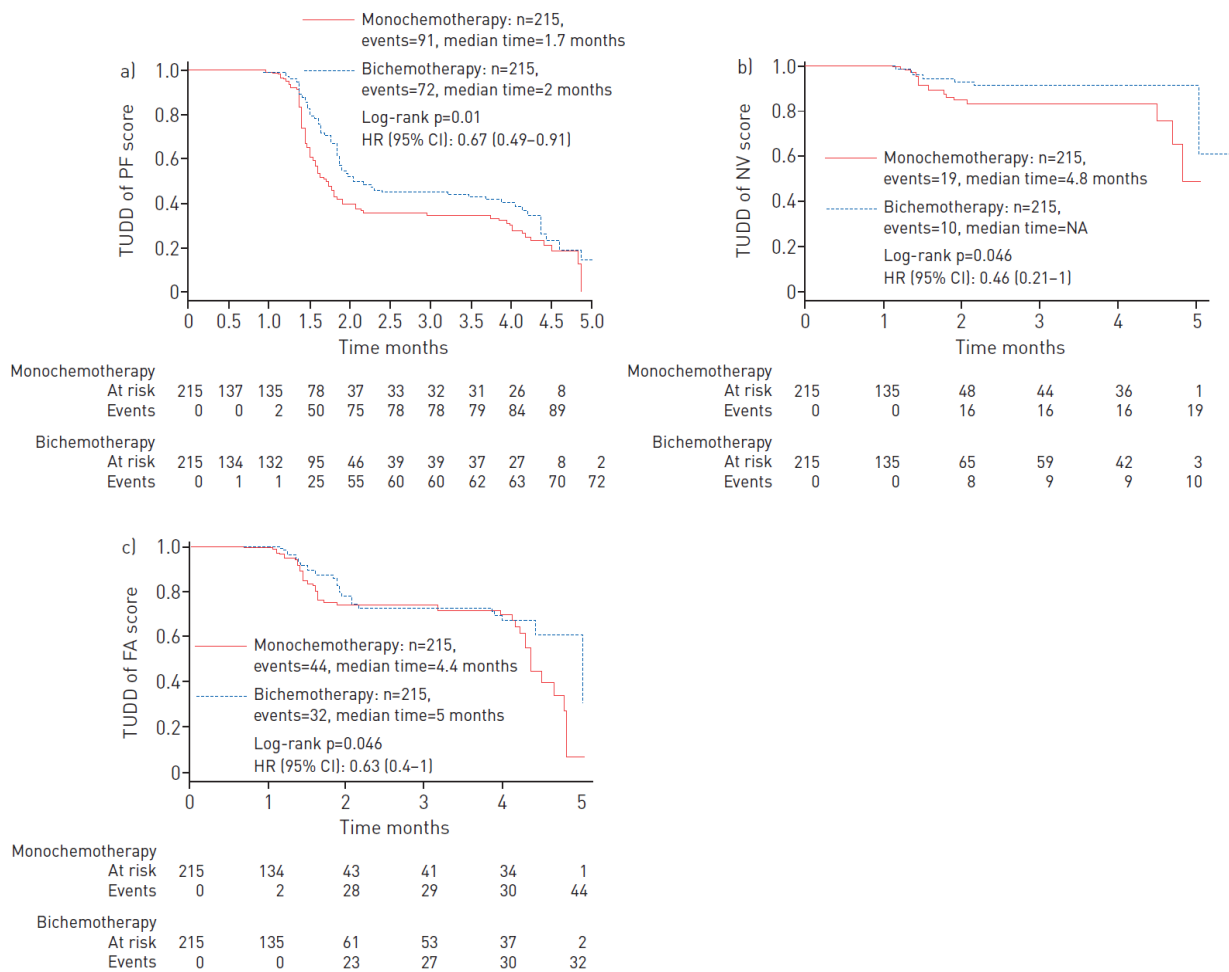 a)
Monochemotherapy: n=215,
events=91, median time=1.7 months
Bichemotherapy: n=215,
events=72, median time=2 months
Log-rank p=0.01
HR (95% CI): 0.67 (0.49–0.91)
TUDD of PF score
1.0
0.8
0.6
0.4
0.2
0
0 0.5 1.0 1.5 2.0 2.5 3.0 3.5 4.0 4.5 5.0
Time months
Monochemotherapy
At risk 215 137 135 78 37 33 32 31 26 8
Events 0 0 2 50 75 78 78 79 84 89
Bichemotherapy
At risk 215 134 132 95 46 39 39 37 27 8 2
Events 0 1 1 25 55 60 60 62 63 70 72
b)
TUDD of NV score
1.0
0.8
0.6
0.4
0.2
0
Monochemotherapy: n=215,
events=19, median time=4.8 months
Bichemotherapy: n=215,
events=10, median time=NA
Log-rank p=0.046
HR (95% CI): 0.46 (0.21–1)
0 1 2 3 4 5
Time months
Monochemotherapy
At risk 215 135 48 44 36 1
Events 0 0 16 16 16 19
Bichemotherapy
At risk 215 135 65 59 42 3
Events 0 0 8 9 9 10
c)
TUDD of FA score
1.0
0.8
0.6
0.4
0.2
0
Monochemotherapy: n=215,
events=44, median time=4.4 months
Bichemotherapy: n=215,
events=32, median time=5 months
Log-rank p=0.046
HR (95% CI): 0.63 (0.4–1)
0 1 2 3 4 5
Time months
Monochemotherapy
At risk 215 134 43 41 34 1
Events 0 2 28 29 30 44
Bichemotherapy
At risk 215 135 61 53 37 2
Events 0 0 23 27 30 32